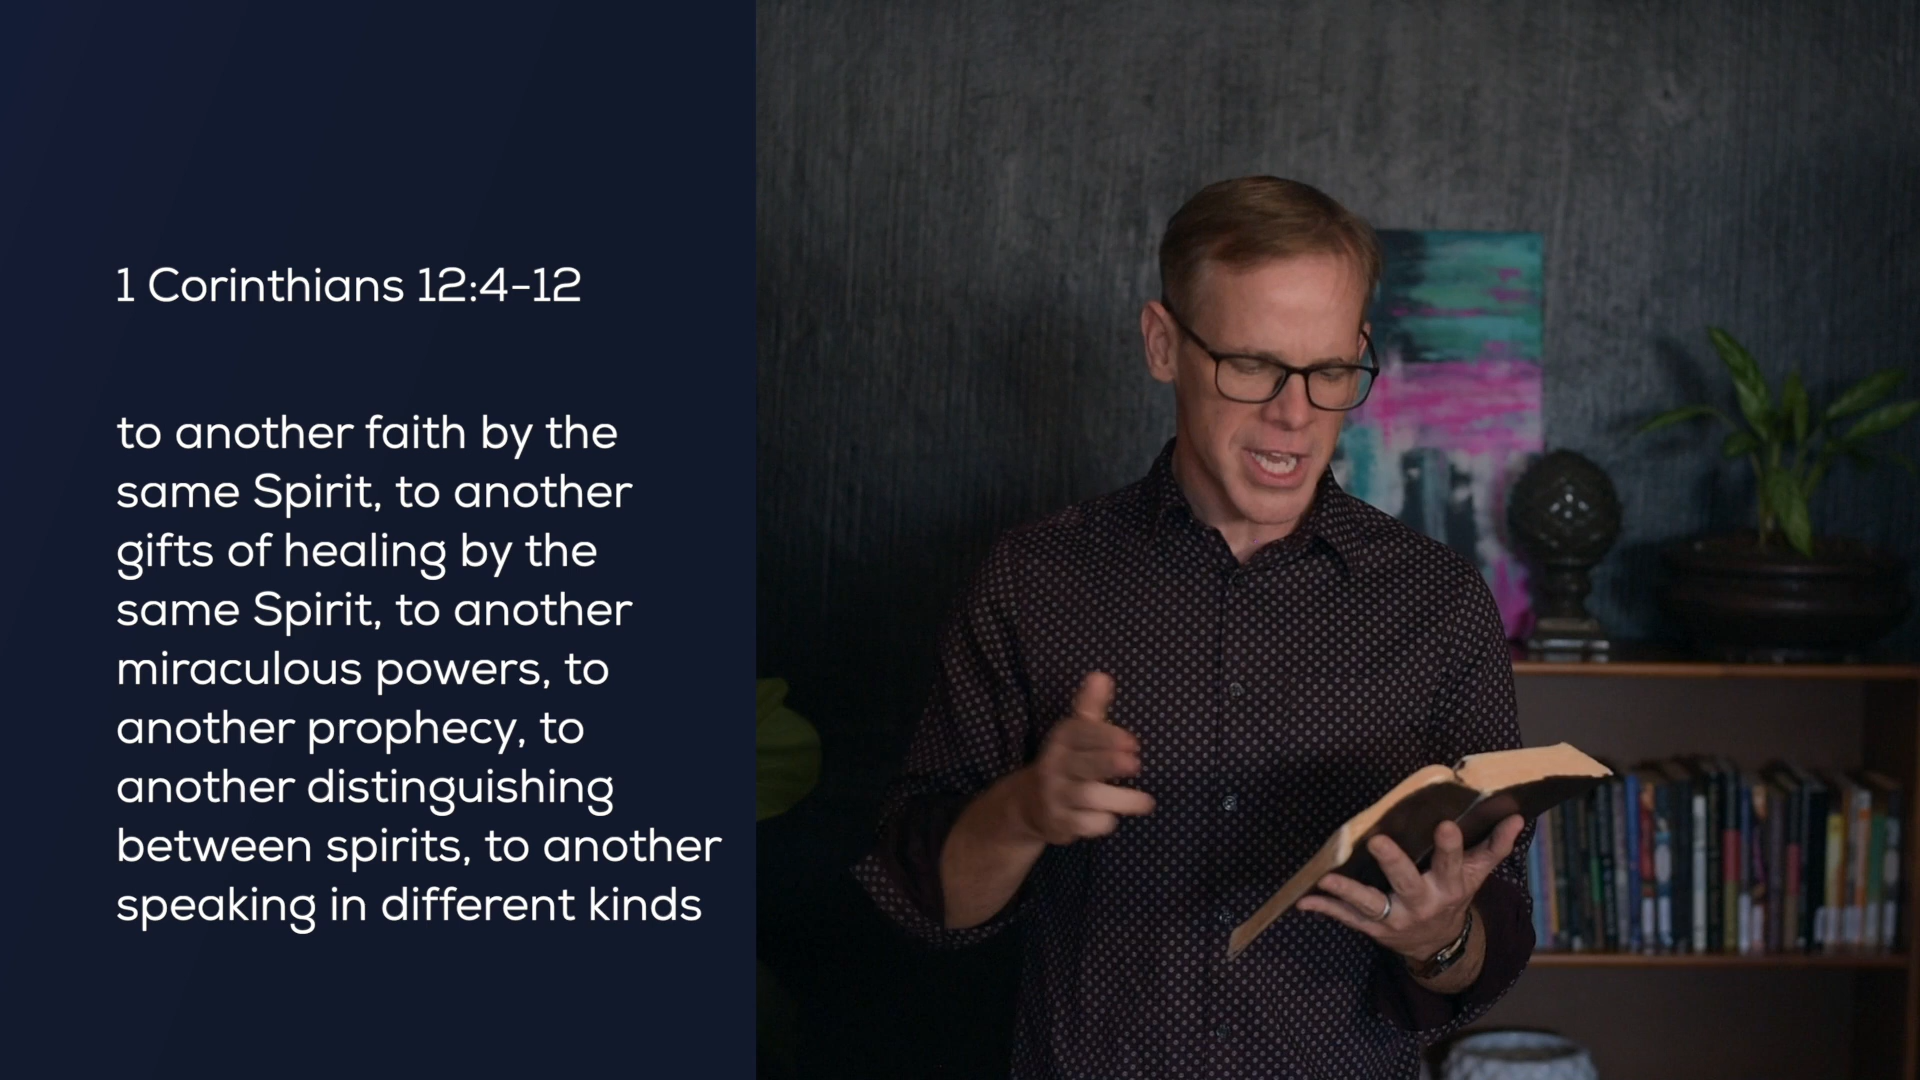 1 Corinthians 12:4-12
to another faith by the
same Spirit, to another
gifts of healing by the
same Spirit, to another
miraculous powers, to
another prophecy, to
another distinguishing
between spirits, to another
speaking in different kinds